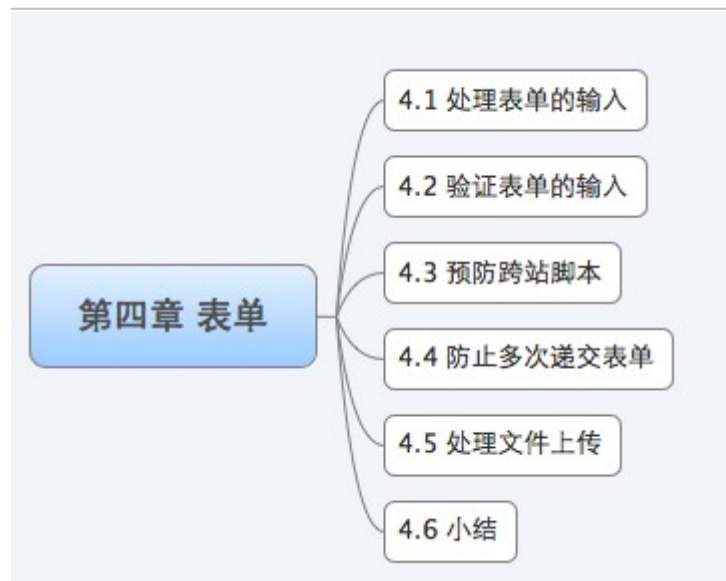 第四章 表单
4.1 处理表单的输入
4.2 验证表单的输入
4.3 预防跨站脚本
4.4 防止多次递交表单
4.5 处理文件上传
4.6 小结